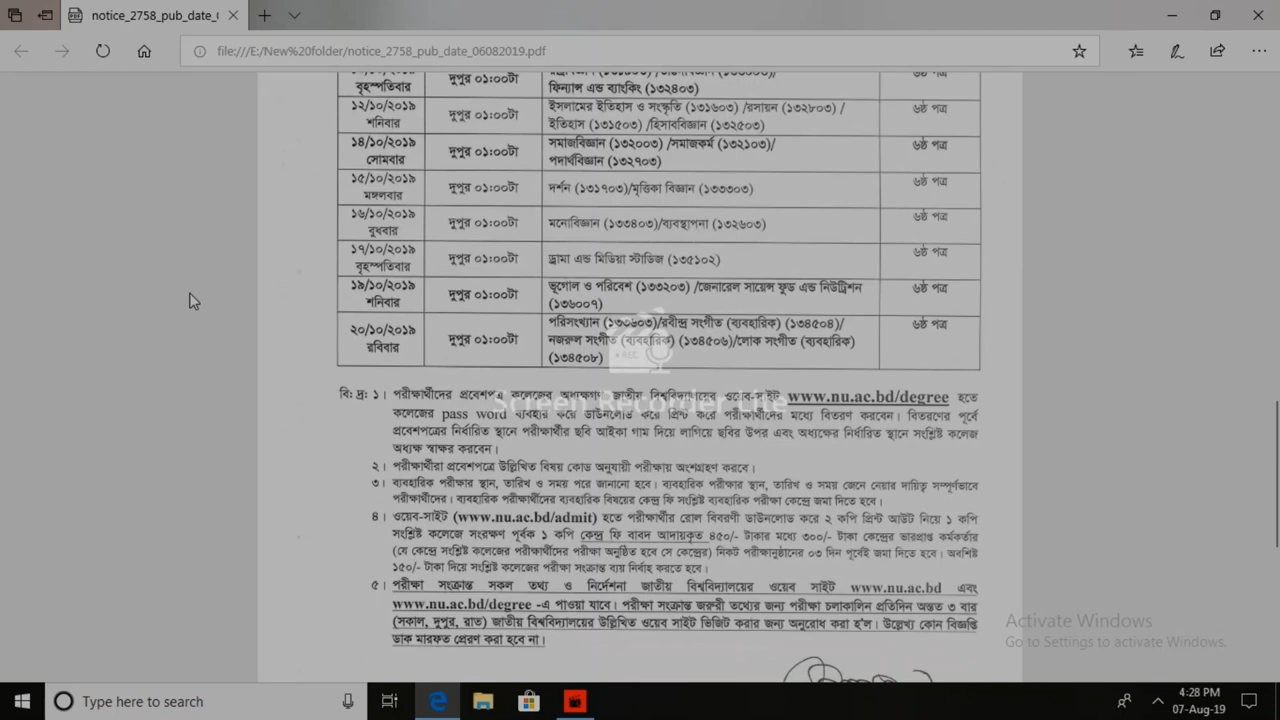 notice_2758_pub_date_0
file:///E:/New%20folder/notice_2758_pub_date_06082019.pdf
বৃহস্পতিবার দুপুর ০১:০০টা ফিন্যান্স এন্ড ব্যাংকিং (১৩২৪০৩) ৬ষ্ঠ পত্র
১২/১০/২০১৯ শনিবার দুপুর ০১:০০টা ইসলামের ইতিহাস ও সংস্কৃতি (১৩১৬০৩) /রসায়ন (১৩২৮০৩) / ৬ষ্ঠ পত্র
ইতিহাস (১৩১৫০৩) /হিসাববিজ্ঞান (১৩২৫০৩)
১৪/১০/২০১৯ সোমবার দুপুর ০১:০০টা সমাজবিজ্ঞান (১৩২০০৩) /সমাজকর্ম (১৩২১০৩)/ ৬ষ্ঠ পত্র
পদার্থবিজ্ঞান (১৩২৭০৩)
১৫/১০/২০১৯ মঙ্গলবার দুপুর ০১:০০টা দর্শন (১৩১৭০৩)/মৃত্তিকা বিজ্ঞান (১৩৩৩০৩) ৬ষ্ঠ পত্র
১৬/১০/২০১৯ বুধবার দুপুর ০১:০০টা মনোবিজ্ঞান (১৩৩৪০৩)/ব্যবস্থাপনা (১৩২৬০৩) ৬ষ্ঠ পত্র
১৭/১০/২০১৯ বৃহস্পতিবার দুপুর ০১:০০টা ড্রামা এন্ড মিডিয়া স্টাডিজ (১৩৫১০২) ৬ষ্ঠ পত্র
১৯/১০/২০১৯ শনিবার দুপুর ০১:০০টা ভূগোল ও পরিবেশ (১৩৩২০৩) /জেনারেল সায়েন্স ফুড এন্ড নিউট্রিশন ৬ষ্ঠ পত্র
(১৩৬০০৭)
২০/১০/২০১৯ রবিবার দুপুর ০১:০০টা পরিসংখ্যান (১৩৩৬০৩)/রবীন্দ্র সংগীত (ব্যবহারিক) (১৩৪৫০৪)/ ৬ষ্ঠ পত্র
নজরুল সংগীত (ব্যবহারিক) (১৩৪৫০৬)/লোক সংগীত (ব্যবহারিক)
(১৩৪৫০৮)
REC
Screen Recorder Lite
বি: দ্র: ১। পরীক্ষার্থীদের প্রবেশপত্র কলেজের অধ্যক্ষগণ জাতীয় বিশ্ববিদ্যালয়ের ওয়েব-সাইট www.nu.ac.bd/degree হতে
কলেজের pass word ব্যবহার করে ডাউনলোড করে প্রিন্ট করে পরীক্ষার্থীদের মধ্যে বিতরণ করবেন। বিতরণের পূর্বে
প্রবেশপত্রের নির্ধারিত স্থানে পরীক্ষার্থীর ছবি আইকা গাম দিয়ে লাগিয়ে ছবির উপর এবং অধ্যক্ষের নির্ধারিত স্থানে সংশ্লিষ্ট কলেজ
অধ্যক্ষ স্বাক্ষর করবেন।
২। পরীক্ষার্থীরা প্রবেশপত্রে উল্লিখিত বিষয় কোড অনুযায়ী পরীক্ষায় অংশগ্রহণ করবে।
৩। ব্যবহারিক পরীক্ষার স্থান, তারিখ ও সময় পরে জানানো হবে। ব্যবহারিক পরীক্ষার স্থান, তারিখ ও সময় জেনে নেয়ার দায়িত্ব সম্পূর্ণভাবে
পরীক্ষার্থীদের। ব্যবহারিক পরীক্ষার্থীদের ব্যবহারিক বিষয়ের কেন্দ্র ফি সংশ্লিষ্ট ব্যবহারিক পরীক্ষা কেন্দ্রে জমা দিতে হবে।
৪। ওয়েব-সাইট (www.nu.ac.bd/admit) হতে পরীক্ষার্থীর রোল বিবরণী ডাউনলোড করে ২ কপি প্রিন্ট আউট নিয়ে ১ কপি
সংশ্লিষ্ট কলেজে সংরক্ষণ পূর্বক ১ কপি কেন্দ্র ফি বাবদ আদায়কৃত ৪৫০/- টাকার মধ্যে ৩০০/- টাকা কেন্দ্রের ভারপ্রাপ্ত কর্মকর্তার
(যে কেন্দ্রে সংশ্লিষ্ট কলেজের পরীক্ষার্থীদের পরীক্ষা অনুষ্ঠিত হবে সে কেন্দ্রের) নিকট পরীক্ষানুষ্ঠানের ০৩ দিন পূর্বেই জমা দিতে হবে। অবশিষ্ট
১৫০/- টাকা দিয়ে সংশ্লিষ্ট কলেজের পরীক্ষা সংক্রান্ত ব্যয় নির্বাহ করতে হবে।
৫। পরীক্ষা সংক্রান্ত সকল তথ্য ও নির্দেশনা জাতীয় বিশ্ববিদ্যালয়ের ওয়েব সাইট www.nu.ac.bd এবং
www.nu.ac.bd/degree -এ পাওয়া যাবে। পরীক্ষা সংক্রান্ত জরুরী তথ্যের জন্য পরীক্ষা চলাকালিন প্রতিদিন অন্তত ৩ বার
(সকাল, দুপুর, রাত) জাতীয় বিশ্ববিদ্যালয়ের উল্লিখিত ওয়েব সাইট ভিজিট করার জন্য অনুরোধ করা হ'ল। উল্লেখ্য কোন বিজ্ঞপ্তি
ডাক মারফত প্রেরণ করা হবে না।
Activate Windows
Go to Settings to activate Windows.
Type here to search
4:28 PM
07-Aug-19